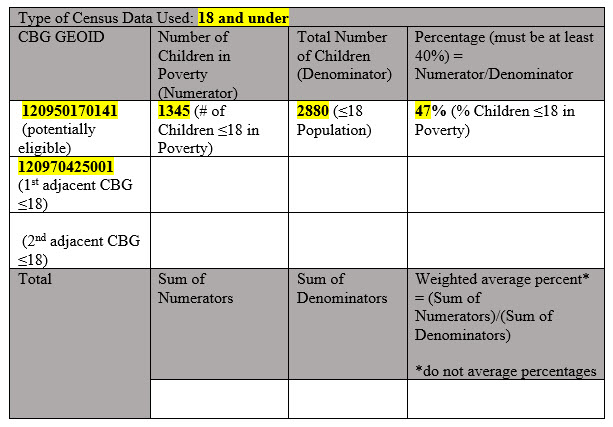 Type of Census Data Used: 18 and under
CBG GEOID
Number of
Children in
Poverty
(Numerator)
Total Number
of Children
(Denominator)
Percentage (must be at least
40%) =
Numerator/Denominator
120950170141
(potentially
eligible)
1345 (# of
Children ≤18 in
Poverty)
2880 (≤18
Population)
47% (% Children ≤18 in
Poverty)
120970425001
(1st adjacent CBG
≤18)
(2nd adjacent CBG
≤18)
Total
Sum of
Numerators
Sum of
Denominators
Weighted average percent*
= (Sum of
Numerators)/(Sum of
Denominators)
*do not average percentages